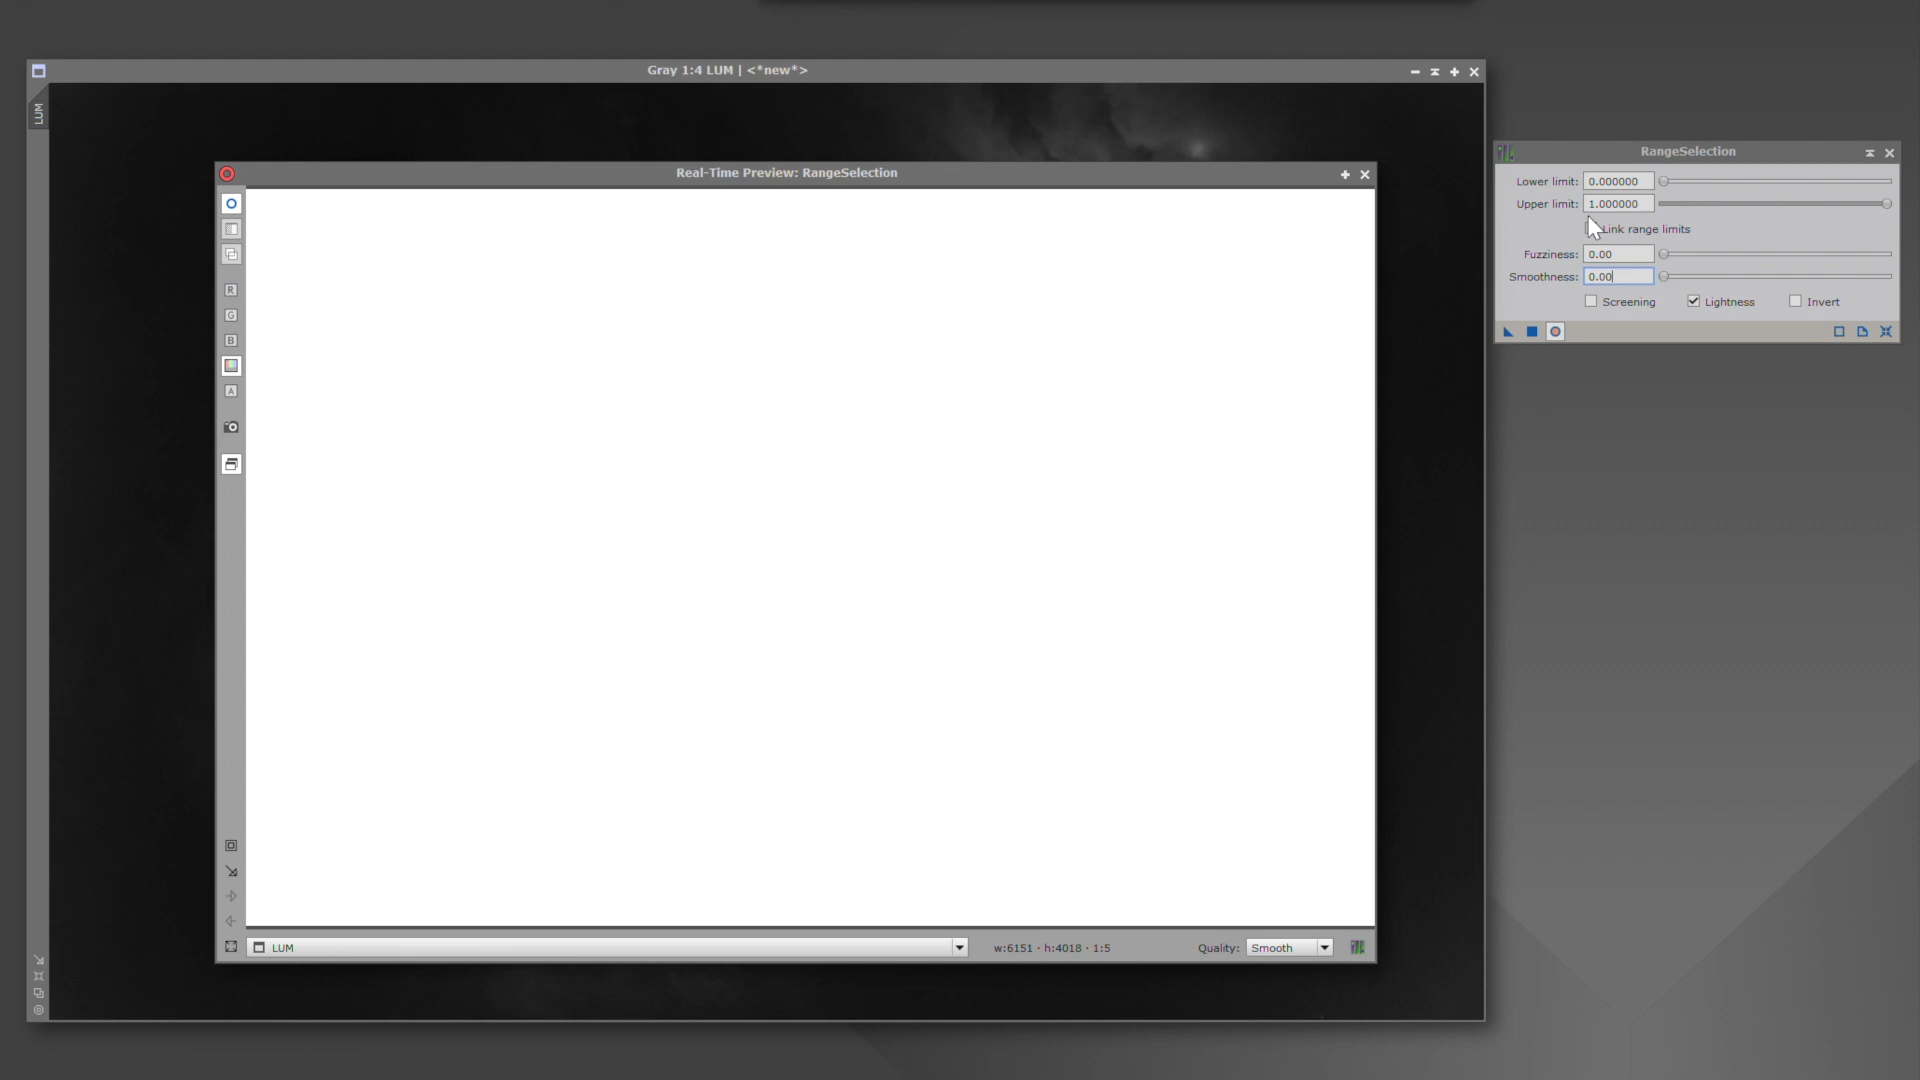 Gray 1:4 LUM | <*new*>
LUM
Real-Time Preview: RangeSelection
R
G
B
A
LUM
w:6151 · h:4018 · 1:5
Quality: Smooth
RangeSelection
Lower limit: 0.000000
Upper limit: 1.000000
Link range limits
Fuzziness: 0.00
Smoothness: 0.00
Screening Lightness Invert